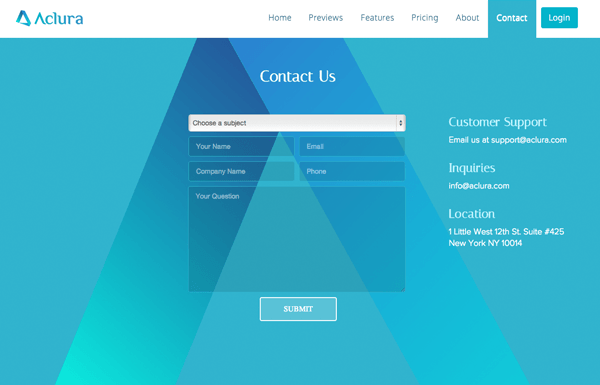 Aclura
Home Previews Features Pricing About Contact Login
Contact Us
Choose a subject
Your Name Email
Company Name Phone
Your Question
SUBMIT
Customer Support
Email us at support@aclura.com
Inquiries
info@aclura.com
Location
1 Little West 12th St. Suite #425
New York NY 10014